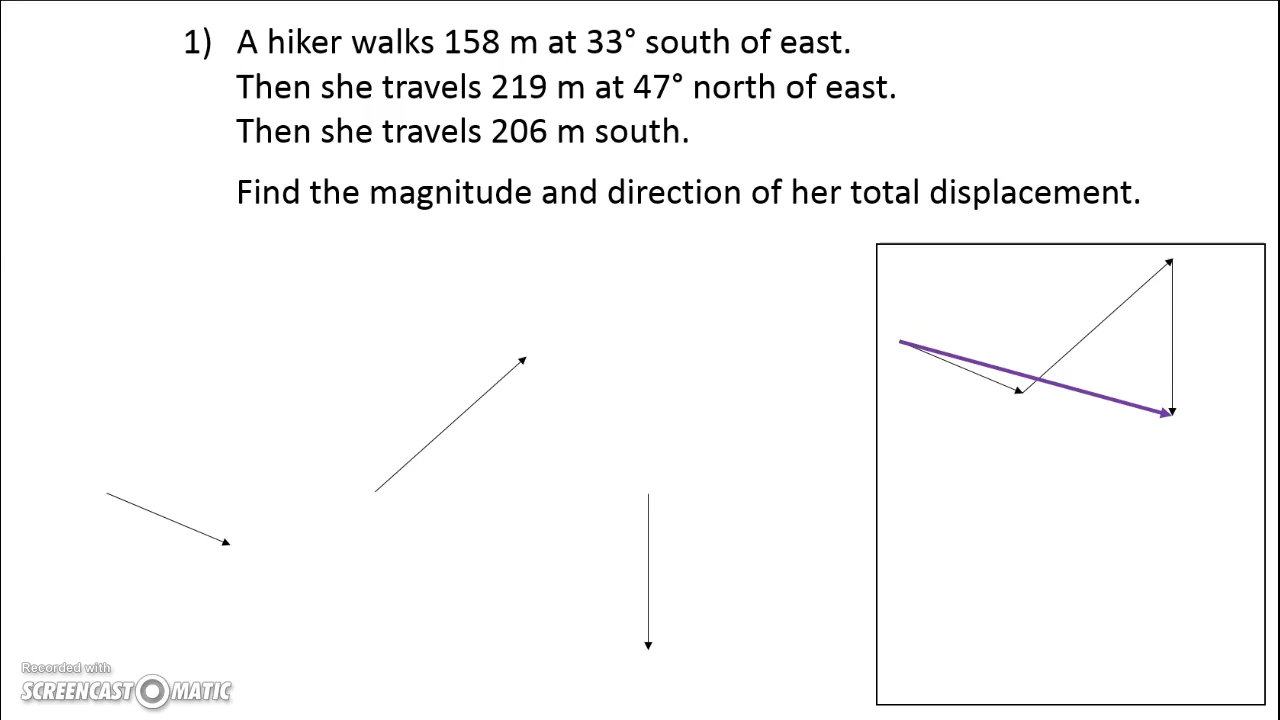 1) A hiker walks 158 m at 33° south of east.
Then she travels 219 m at 47° north of east.
Then she travels 206 m south.
Find the magnitude and direction of her total displacement.
Recorded with
SCREENCAST O MATIC